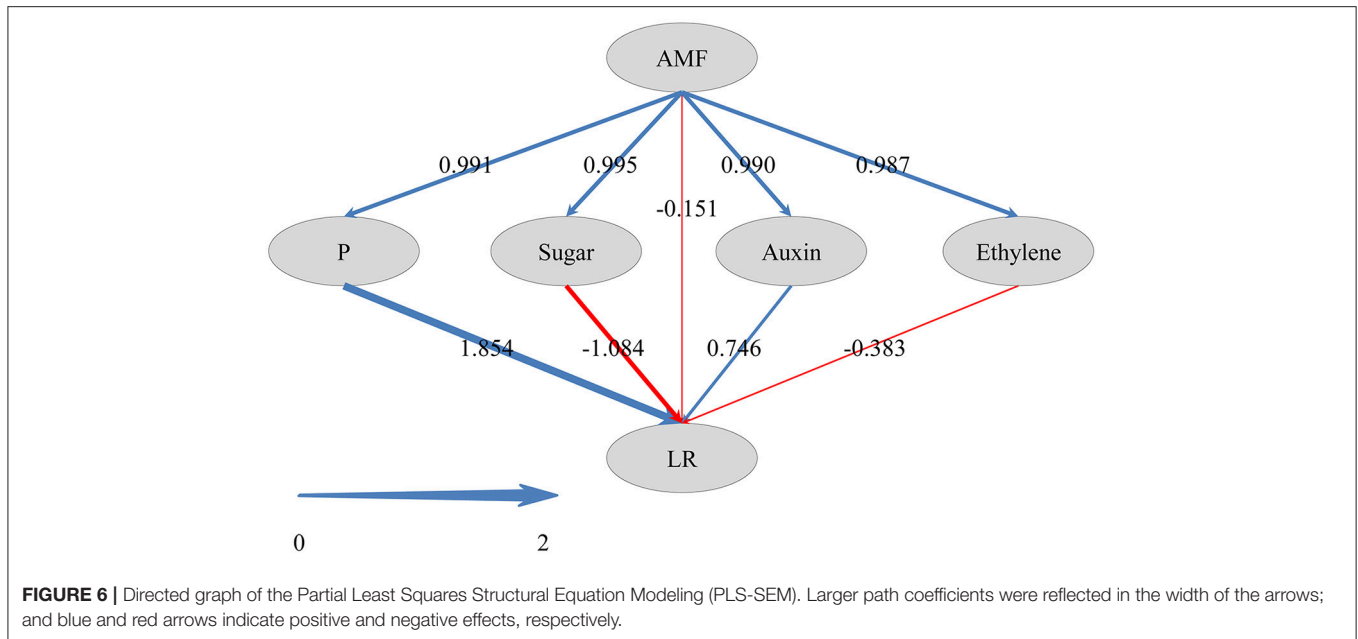 AMF
0.991
0.995
0.990
0.987
-0.151
P
Sugar
Auxin
Ethylene
1.854
-1.084
0.746
-0.383
LR
0
2
FIGURE 6 | Directed graph of the Partial Least Squares Structural Equation Modeling (PLS-SEM). Larger path coefficients were reflected in the width of the arrows;
and blue and red arrows indicate positive and negative effects, respectively.